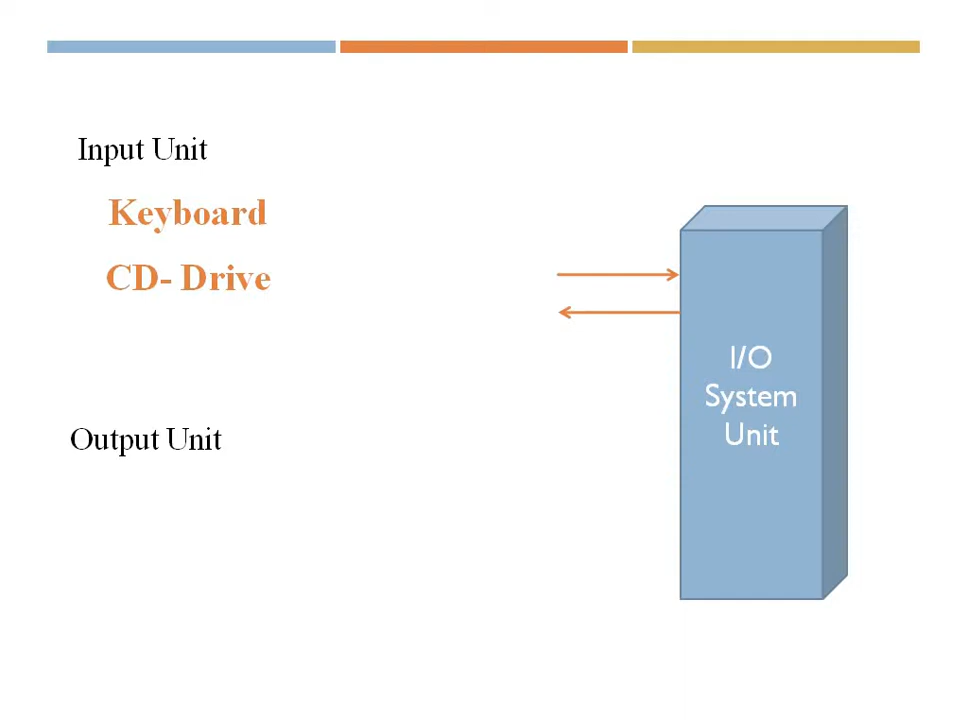 Input Unit
Keyboard
CD- Drive
Output Unit
I/O
System
Unit